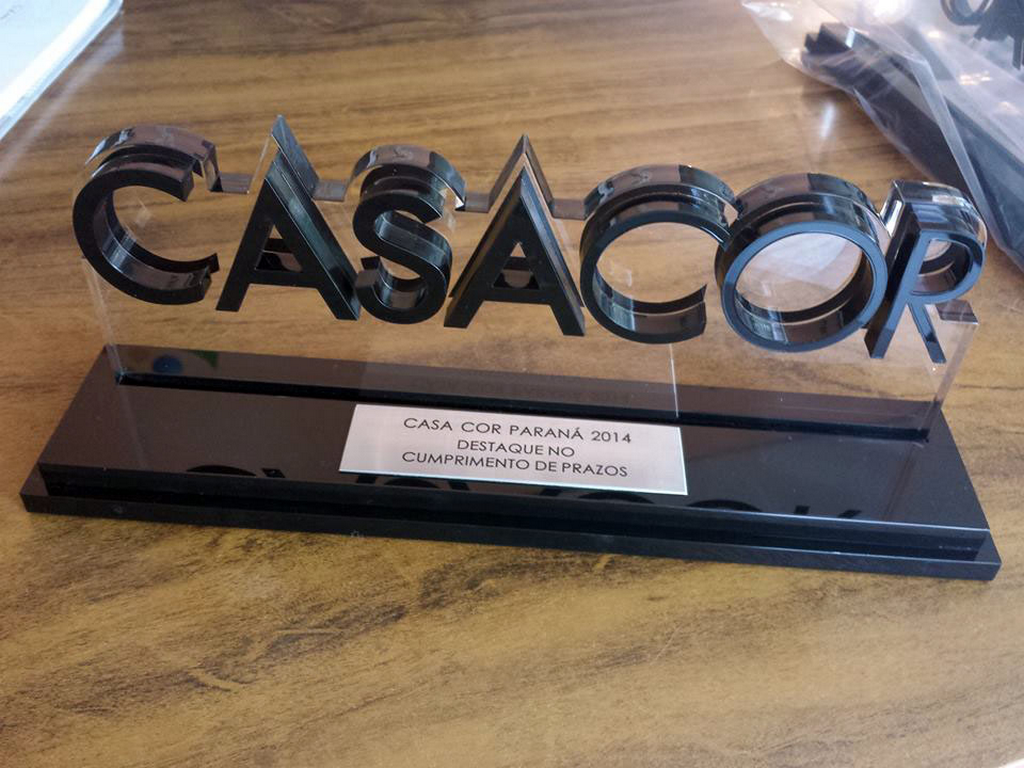 CASACOR
CASA COR PARANÁ 2014
DESTAQUE NO
CUMPRIMENTO DE PRAZOS